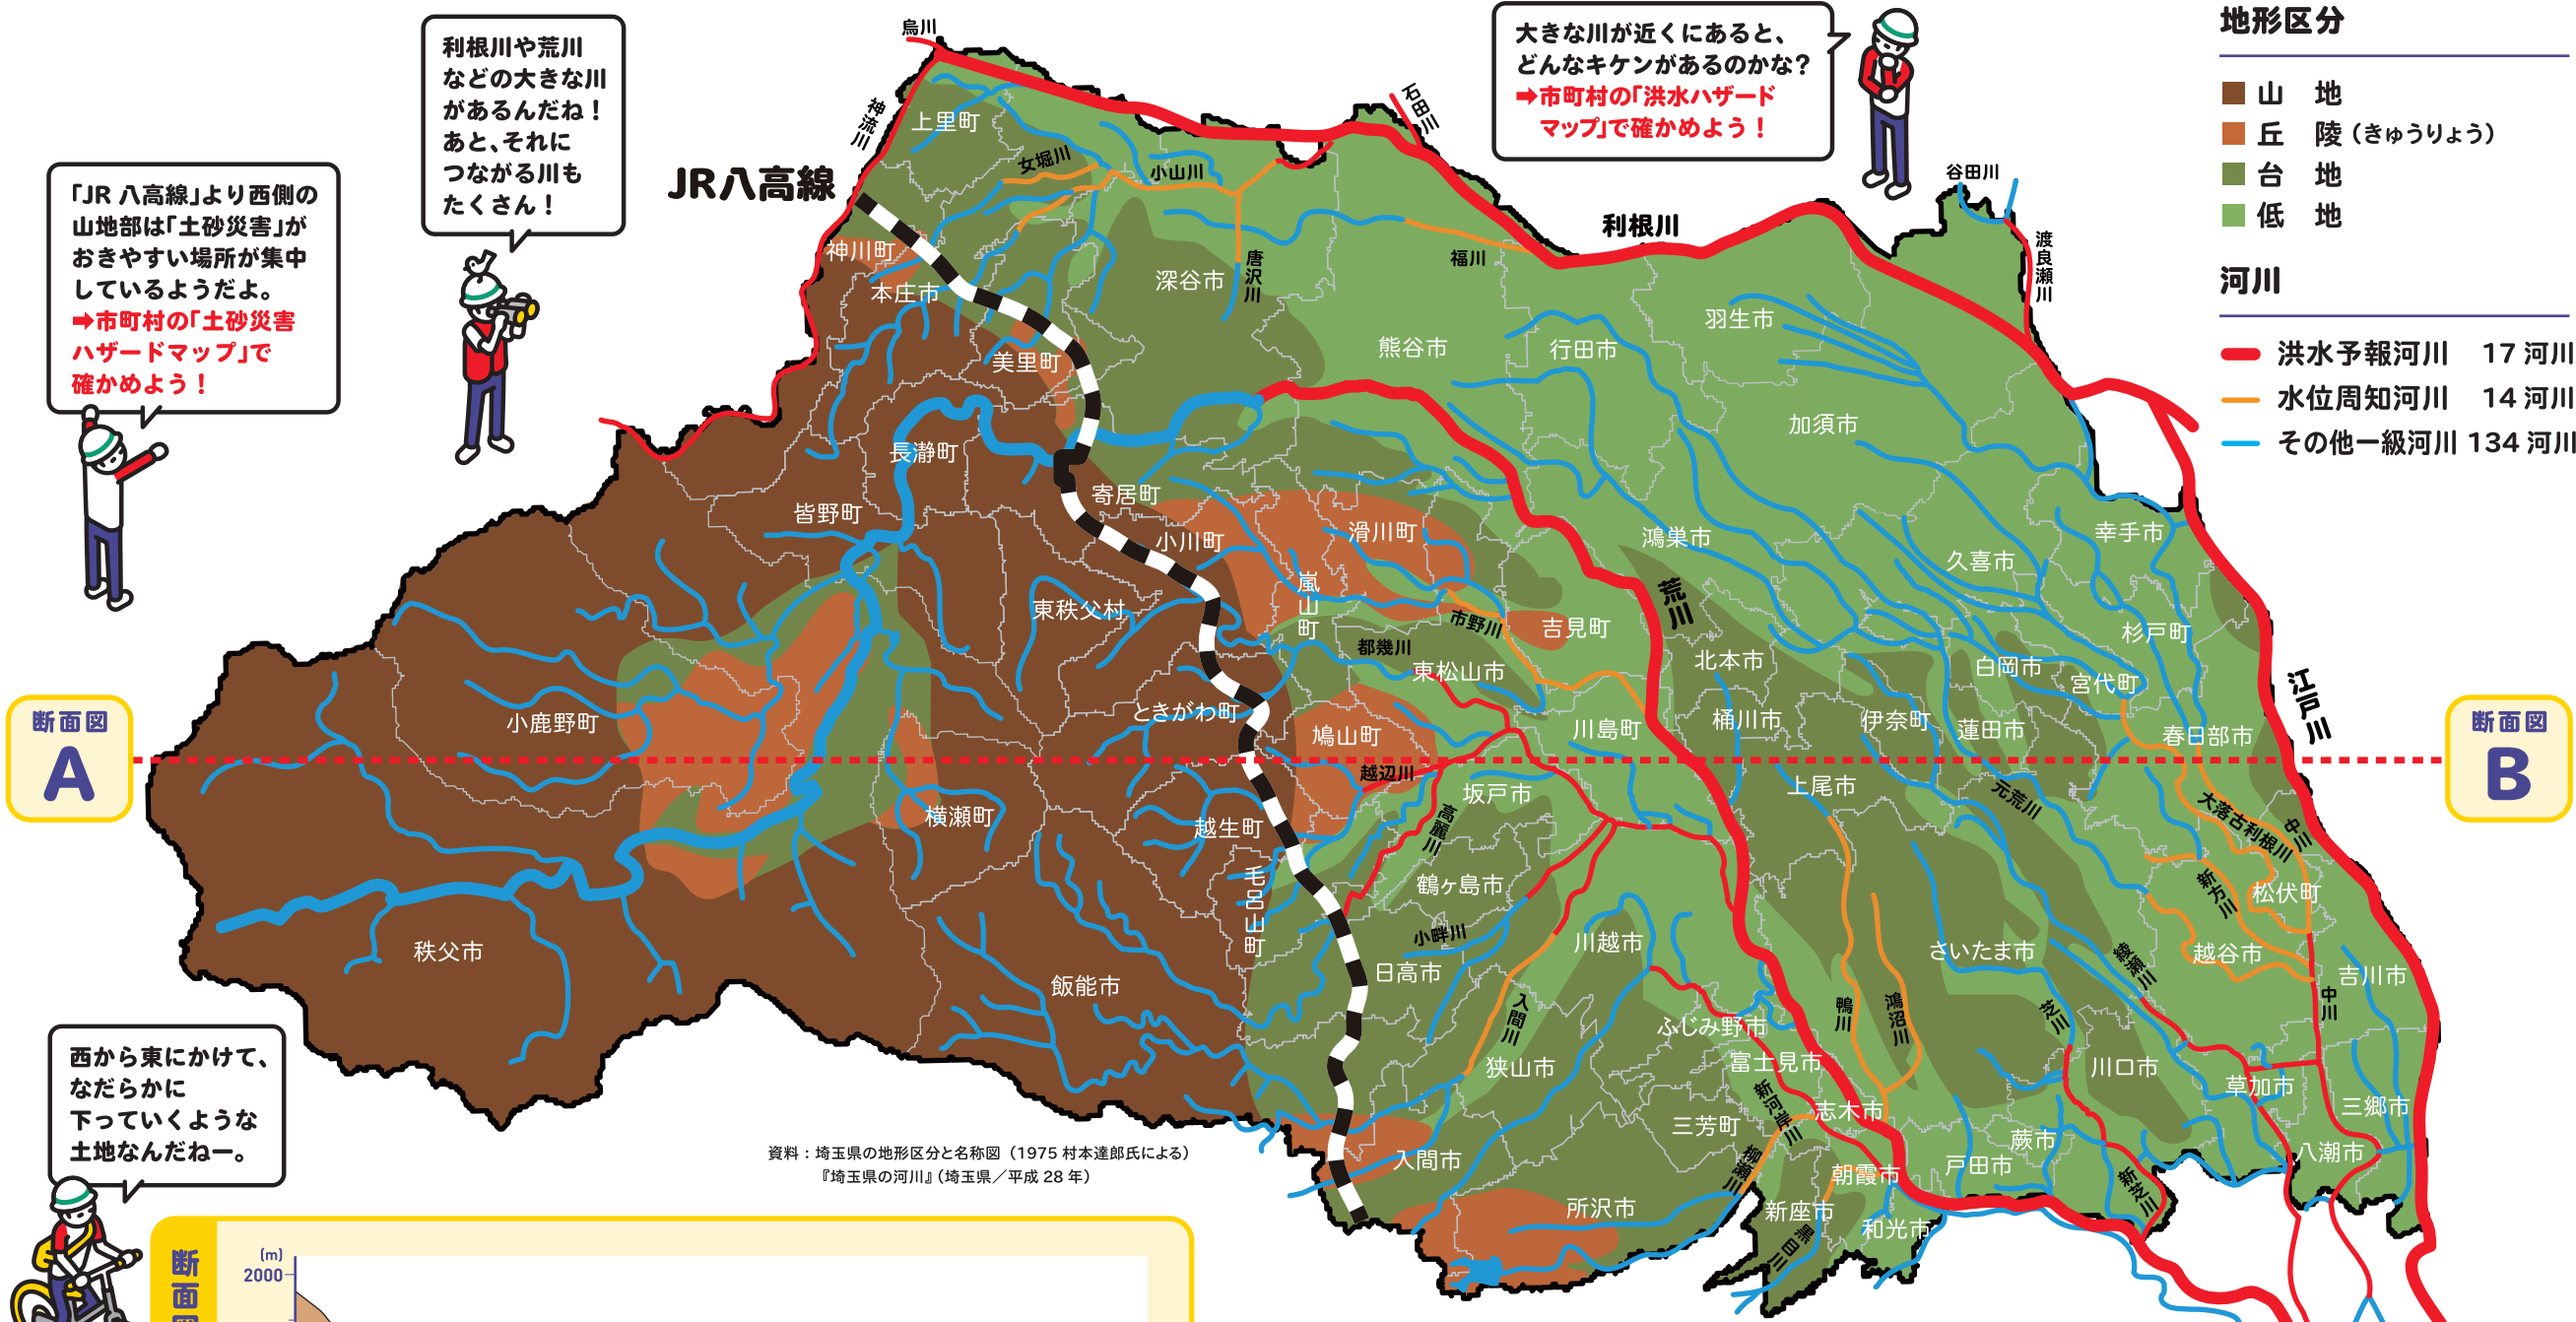 利根川や荒川
などの大きな川
があるんだね！
あと、それに
つながる川も
たくさん！
大きな川が近くにあると、
どんなキケンがあるのかな？
➡市町村の「洪水ハザード
マップ」で確かめよう！
「JR 八高線」より西側の
山地部は「土砂災害」が
おきやすい場所が集中
しているようだよ。
➡市町村の「土砂災害
ハザードマップ」で
確かめよう！
地形区分
山　地
丘　陵（きゅうりょう）
台　地
低　地
河川
洪水予報河川　17 河川
水位周知河川　14 河川
その他一級河川 134 河川
烏川
神流川
石田川
谷田川
渡良瀬川
利根川
JR八高線
上里町
女堀川
小山川
唐沢川
福川
神川町
本庄市
深谷市
美里町
熊谷市
行田市
羽生市
加須市
長瀞町
皆野町
寄居町
小川町
滑川町
嵐山町
鴻巣市
久喜市
幸手市
荒川
東秩父村
市野川
吉見町
都幾川
東松山市
北本市
白岡市
杉戸町
宮代町
江戸川
小鹿野町
ときがわ町
鳩山町
川島町
桶川市
伊奈町
蓮田市
春日部市
断面図
A
断面図
B
越辺川
坂戸市
上尾市
元荒川
大落古利根川
中川
横瀬町
越生町
高麗川
毛呂山町
鶴ヶ島市
新方川
松伏町
秩父市
小畔川
川越市
さいたま市
綾瀬川
越谷市
吉川市
飯能市
日高市
入間川
鴨川
鴻沼川
芝川
中川
ふじみ野市
狭山市
富士見市
川口市
草加市
三郷市
三芳町
新河岸川
志木市
蕨市
八潮市
入間市
柳瀬川
朝霞市
戸田市
新芝川
所沢市
新座市
黒目川
和光市
西から東にかけて、
なだらかに
下っていくような
土地なんだねー。
資料：埼玉県の地形区分と名称図（1975 村本達郎氏による）
『埼玉県の河川』（埼玉県／平成 28 年）
断面図
(m)
2000